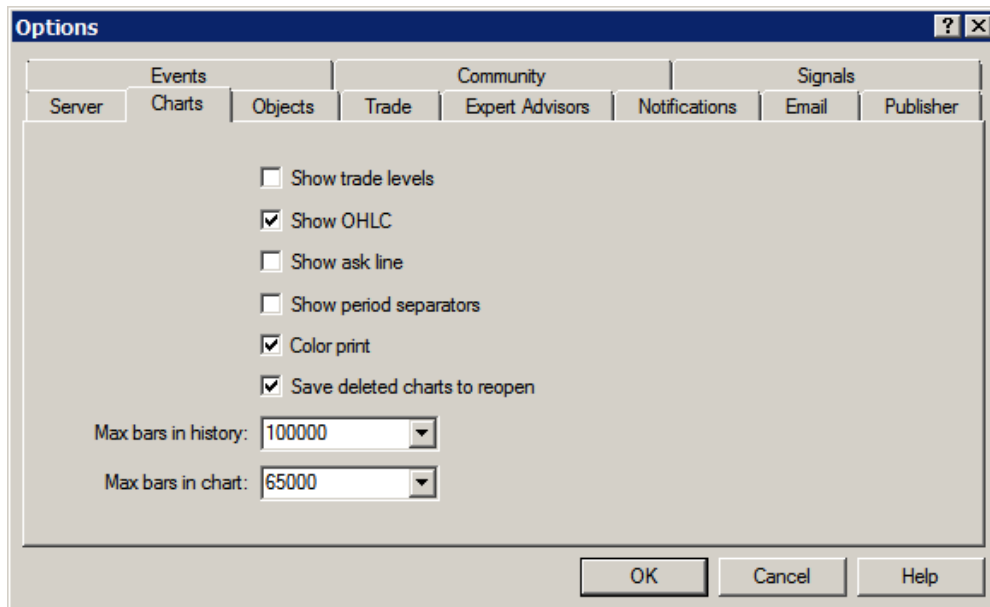 Options
Events Community Signals
Server Charts Objects Trade Expert Advisors Notifications Email Publisher
Show trade levels
Show OHLC
Show ask line
Show period separators
Color print
Save deleted charts to reopen
Max bars in history: 100000
Max bars in chart: 65000
OK Cancel Help